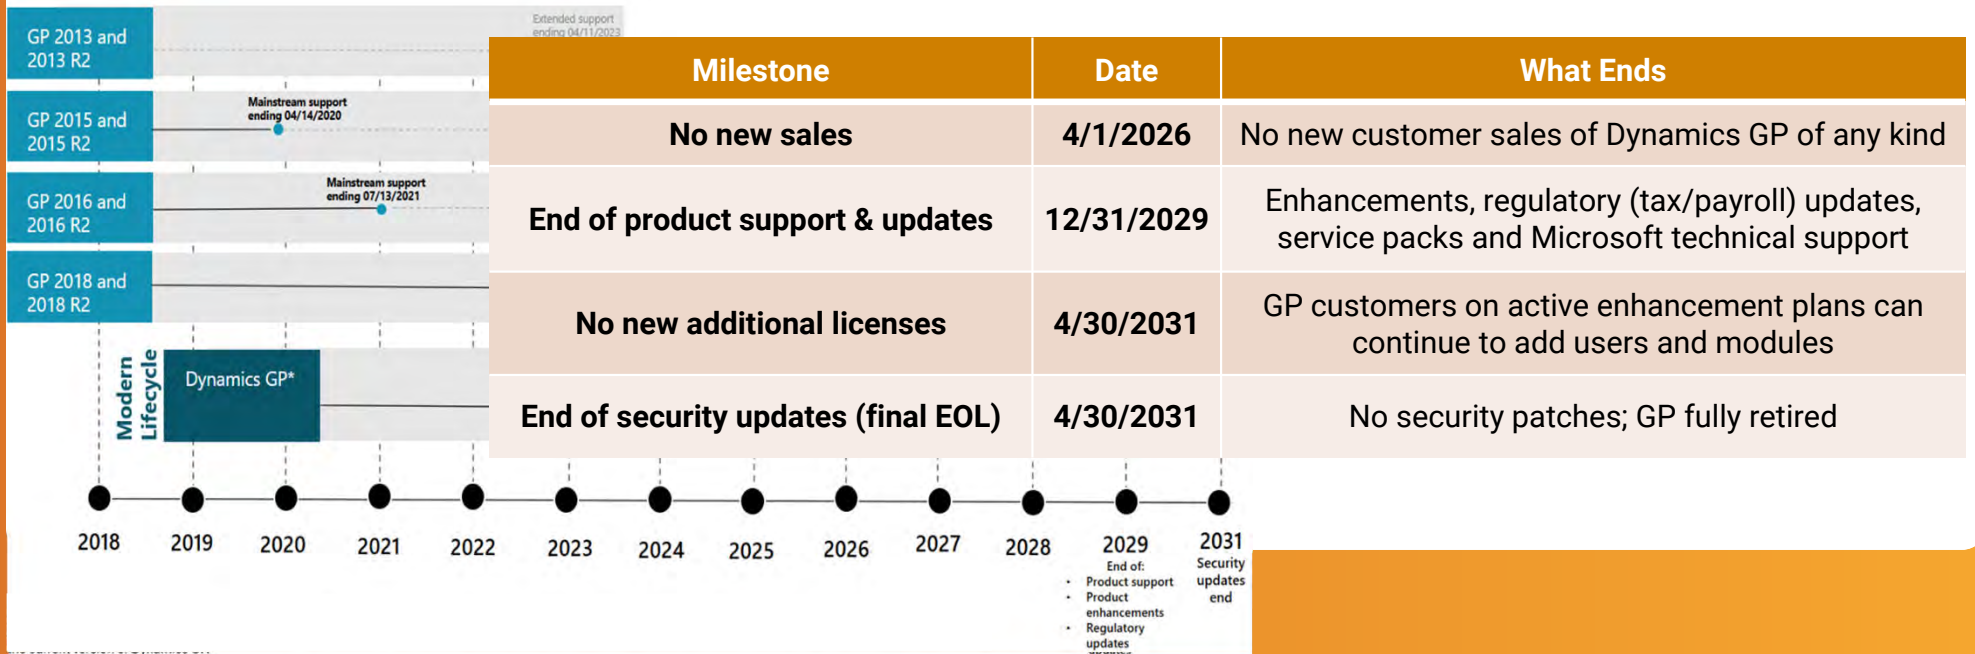 GP 2013 and
2013 R2
Extended support
ending 04/11/2023
GP 2015 and
2015 R2
Mainstream support
ending 04/14/2020
GP 2016 and
2016 R2
Mainstream support
ending 07/13/2021
GP 2018 and
2018 R2
Modern
Lifecycle
Dynamics GP*
Milestone
Date
What Ends
No new sales
4/1/2026
No new customer sales of Dynamics GP of any kind
End of product support & updates
12/31/2029
Enhancements, regulatory (tax/payroll) updates,
service packs and Microsoft technical support
No new additional licenses
4/30/2031
GP customers on active enhancement plans can
continue to add users and modules
End of security updates (final EOL)
4/30/2031
No security patches; GP fully retired
2018
2019
2020
2021
2022
2023
2024
2025
2026
2027
2028
2029
End of:
• Product support
• Product
enhancements
• Regulatory
updates
2031
Security
updates
end